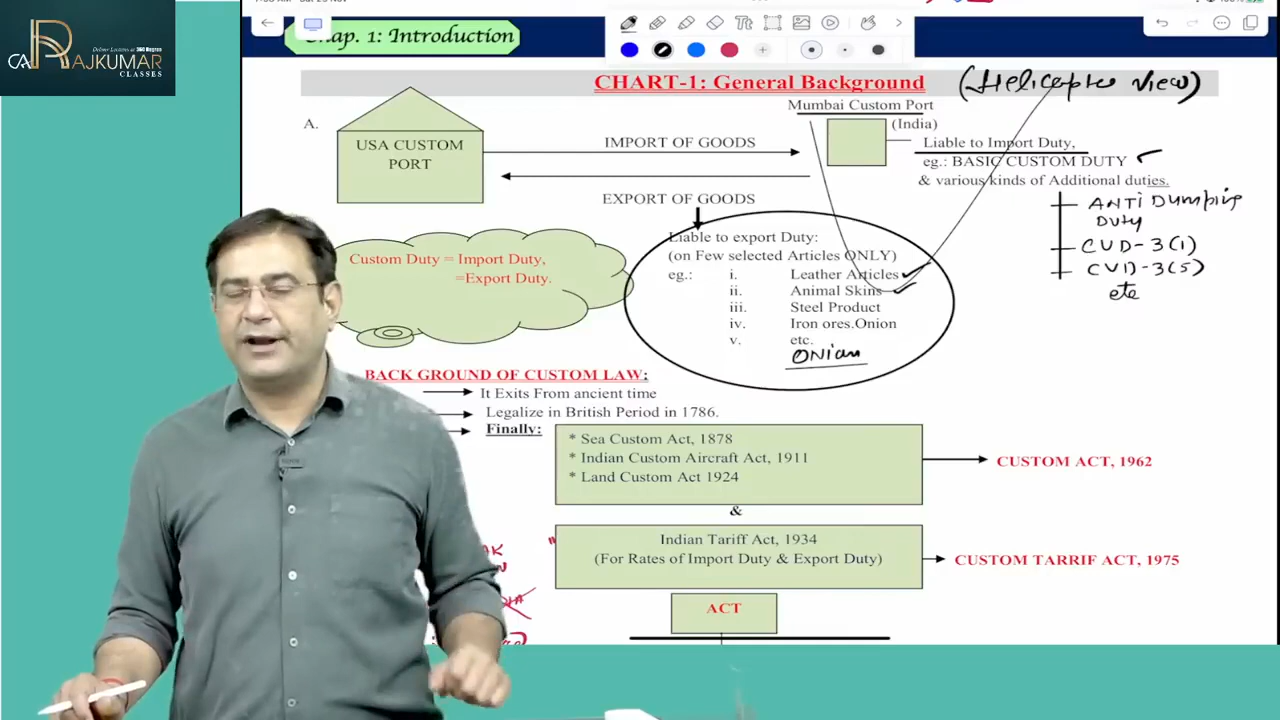 Deliver Lectures at 360 Degree
CA RAJKUMAR
CLASSES
Chap. 1: Introduction
CHART-1: General Background
(Helicopter view)
A.
USA CUSTOM
PORT
IMPORT OF GOODS
EXPORT OF GOODS
Mumbai Custom Port
(India)
Liable to Import Duty,
eg.: BASIC CUSTOM DUTY
& various kinds of Additional duties.
ANTI Dumping
Duty
CVD-3(1)
CVD-3(5)
etc
Custom Duty = Import Duty,
=Export Duty.
Liable to export Duty:
(on Few selected Articles ONLY)
eg.: i. Leather Articles
ii. Animal Skins
iii. Steel Product
iv. Iron ores.Onion
v. etc.
ONian
BACK GROUND OF CUSTOM LAW:
It Exits From ancient time
Legalize in British Period in 1786.
Finally:
* Sea Custom Act, 1878
* Indian Custom Aircraft Act, 1911
* Land Custom Act 1924
CUSTOM ACT, 1962
&
Indian Tariff Act, 1934
(For Rates of Import Duty & Export Duty)
CUSTOM TARRIF ACT, 1975
ACT